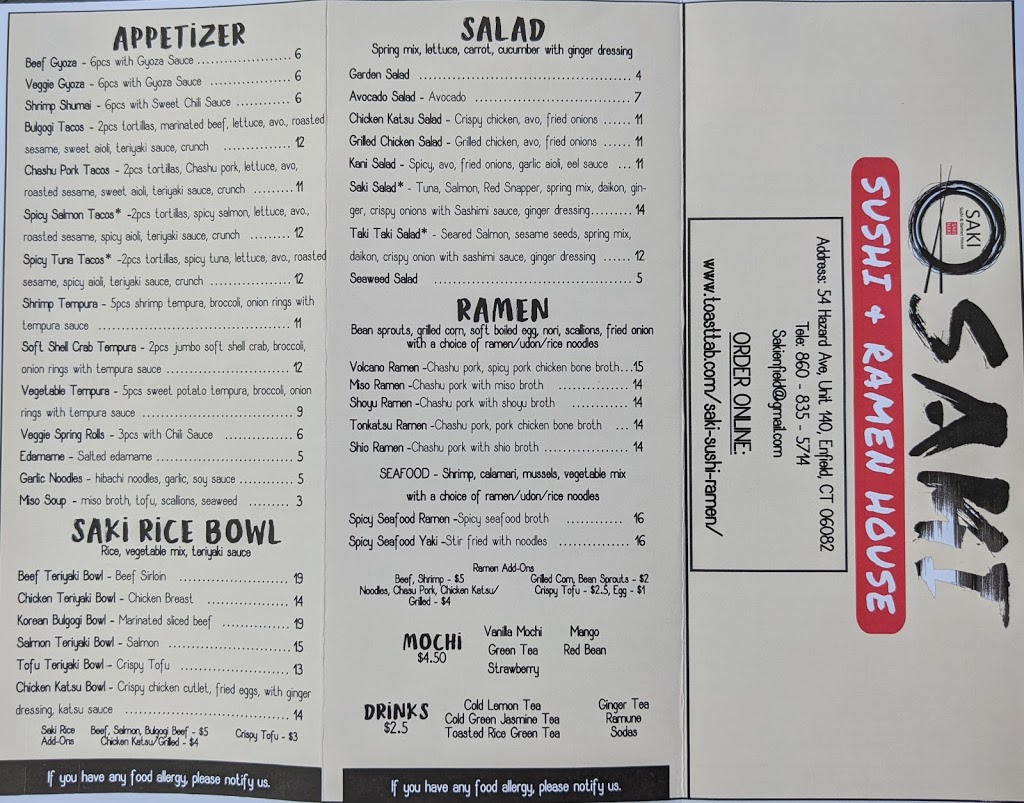 APPETIZER
Beef Gyoza - 6pcs with Gyoza Sauce ..................... 6
Veggie Gyoza - 6pcs with Gyoza Sauce .................. 6
Shrimp Shumai - 6pcs with Sweet Chili Sauce ............ 6
Bulgogi Tacos - 2pcs tortillas, marinated beef, lettuce, avo., roasted
sesame, sweet aioli, teriyaki sauce, crunch ............... 12
Chashu Pork Tacos - 2pcs tortillas, Chashu pork, lettuce, avo,
roasted sesame, sweet aioli, teriyaki sauce, crunch ......... 11
Spicy Salmon Tacos* -2pcs tortillas, spicy salmon, lettuce, avo.,
roasted sesame, spicy aioli, teriyaki sauce, crunch .......... 12
Spicy Tuna Tacos* -2pcs tortillas, spicy tuna, lettuce, avo., roasted
sesame, spicy aioli, teriyaki sauce, crunch ................. 12
Shrimp Tempura - 5pcs shrimp tempura, broccoli, onion rings with
tempura sauce ............................................. 11
Soft Shell Crab Tempura - 2pc jumbo soft shell crab, broccoli,
onion rings with tempura sauce ............................ 12
Vegetable Tempura - 5pcs sweet potato tempura, broccoli, onion
rings with tempura sauce .................................. 9
Veggie Spring Rolls - 3pcs with Chili Sauce ............... 6
Edamame - Salted edamame ............................... 5
Garlic Noodles - hibachi noodles, garlic, soy sauce ............ 5
Miso Soup - miso broth, tofu, scallions, seaweed ......... 3
SAKI RICE BOWL
Rice, vegetable mix, teriyaki sauce
Beef Teriyaki Bowl - Beef Sirloin ......................... 19
Chicken Teriyaki Bowl - Chicken Breast ................... 14
Korean Bulgogi Bowl - Marinated sliced beef ................ 19
Salmon Teriyaki Bowl - Salmon ............................ 15
Tofu Teriyaki Bowl - Crispy Tofu ......................... 13
Chicken Katsu Bowl - Crispy chicken cutlet, fried eggs, with ginger
dressing, katsu sauce ..................................... 14
Saki Rice Add-Ons
Beef, Salmon, Bulgogi Beef - $5
Chicken Katsu/Grilled - $4
Crispy Tofu - $3
If you have any food allergy, please notify us.
SALAD
Spring mix, lettuce, carrot, cucumber with ginger dressing
Garden Salad ............................................. 4
Avocado Salad - Avocado .................................. 7
Chicken Katsu Salad - Crispy chicken, avo, fried onions ...... 11
Grilled Chicken Salad - Grilled chicken, avo, fried onions ...... 11
Kani Salad - Spicy, avo, fried onions, garlic aioli, eel sauce ... 11
Saki Salad* - Tuna, Salmon, Red Snapper, spring mix, daikon, gin-
ger, crispy onions with Sashimi sauce, ginger dressing......... 14
Taki Taki Salad* - Seared Salmon, sesame seeds, spring mix,
daikon, crispy onion with sashimi sauce, ginger dressing ...... 12
Seaweed Salad ............................................ 5
RAMEN
Bean sprouts, grilled corn, soft boiled egg, nori, scallions, fried onion
with a choice of ramen/udon/rice noodles
Volcano Ramen -Chashu pork, spicy pork chicken bone broth...15
Miso Ramen -Chashu pork with miso broth ............... 14
Shoyu Ramen -Chashu pork with shoyu broth ............ 14
Tonkatsu Ramen -Chashu pork, pork chicken bone broth ... 14
Shio Ramen -Chashu pork with shio broth .................. 14
SEAFOOD - Shrimp, calamari, mussels, vegetable mix
with a choice of ramen/udon/rice noodles
Spicy Seafood Ramen -Spicy seafood broth ............ 16
Spicy Seafood Yaki -Stir fried with noodles ............... 16
Ramen Add-Ons
Beef, Shrimp - $5
Noodles, Chasu Pork, Chicken Katsu/
Grilled - $4
Grilled Corn, Bean Sprouts - $2
Crispy Tofu - $2.5, Egg - $1
MOCHI
$4.50
Vanilla Mochi
Green Tea
Strawberry
Mango
Red Bean
DRINKS
$2.5
Cold Lemon Tea
Cold Green Jasmine Tea
Toasted Rice Green Tea
Ginger Tea
Ramune
Sodas
If you have any food allergy, please notify us.
SAKI
Sushi & Ramen House
SAKI
SUSHI + RAMEN HOUSE
Address: 54 Hazard Ave, Unit 140, Enfield, CT 06082
Tele: 860 - 835 - 5714
Sakienfield@gmail.com
ORDER ONLINE:
www.toasttab.com/saki-sushi-ramen/